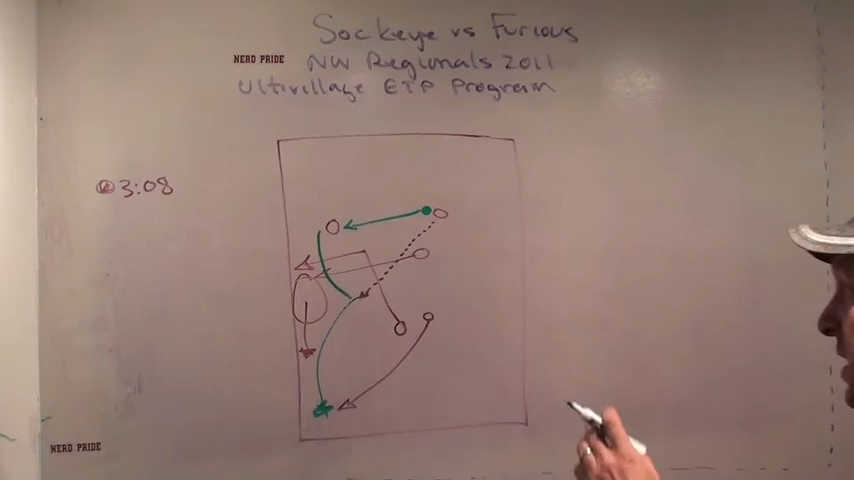 Sockeye vs Furious
NERD PRIDE NW Regionals 2011
Ultivillage ETP Program
@3:08
NERD PRIDE